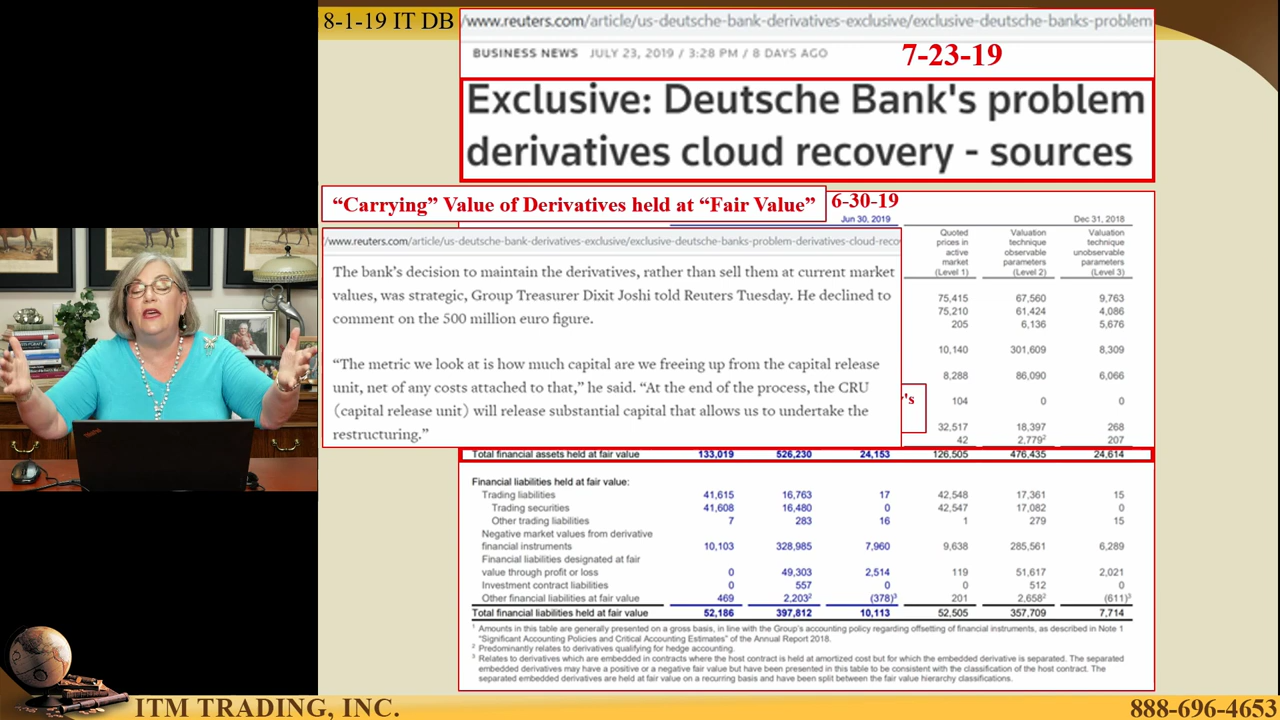 8-1-19 IT DB
/www.reuters.com/article/us-deutsche-bank-derivatives-exclusive/exclusive-deutsche-banks-problem
BUSINESS NEWS JULY 23, 2019 / 3:28 PM / 8 DAYS AGO
7-23-19
Exclusive: Deutsche Bank's problem
derivatives cloud recovery - sources
“Carrying” Value of Derivatives held at “Fair Value”
6-30-19
Jun 30, 2019 Dec 31, 2018
/www.reuters.com/article/us-deutsche-bank-derivatives-exclusive/exclusive-deutsche-banks-problem-derivatives-cloud-reco
The bank’s decision to maintain the derivatives, rather than sell them at current market
values, was strategic, Group Treasurer Dixit Joshi told Reuters Tuesday. He declined to
comment on the 500 million euro figure.
“The metric we look at is how much capital are we freeing up from the capital release
unit, net of any costs attached to that,” he said. “At the end of the process, the CRU
(capital release unit) will release substantial capital that allows us to undertake the
restructuring.”
Quoted Valuation Valuation
prices in technique technique
active observable unobservable
market parameters parameters
(Level 1) (Level 2) (Level 3)
75,415 67,560 9,763
75,210 61,424 4,086
205 6,136 5,676
10,140 301,609 8,309
8,288 86,090 6,066
's
104 0 0
32,517 18,397 268
42 2,779² 207
Total financial assets held at fair value 133,019 526,230 24,153 126,505 476,435 24,614
Financial liabilities held at fair value:
Trading liabilities 41,615 16,763 17 42,548 17,361 15
Trading securities 41,608 16,480 0 42,547 17,082 0
Other trading liabilities 7 283 16 1 279 15
Negative market values from derivative
financial instruments 10,103 328,985 7,960 9,638 285,561 6,289
Financial liabilities designated at fair
value through profit or loss 0 49,303 2,514 119 51,617 2,021
Investment contract liabilities 0 557 0 0 512 0
Other financial liabilities at fair value 469 2,203² (378)³ 201 2,658² (611)³
Total financial liabilities held at fair value 52,186 397,812 10,113 52,505 357,709 7,714
¹ Amounts in this table are generally presented on a gross basis, in line with the Group’s accounting policy regarding offsetting of financial instruments, as described in Note 1
“Significant Accounting Policies and Critical Accounting Estimates” of the Annual Report 2018.
² Predominantly relates to derivatives qualifying for hedge accounting.
³ Relates to derivatives which are embedded in contracts where the host contract is held at amortized cost but for which the embedded derivative is separated. The separated
embedded derivatives may have a positive or a negative fair value but have been presented in this table to be consistent with the classification of the host contract. The
separated embedded derivatives are held at fair value on a recurring basis and have been split between the fair value hierarchy classifications.
ITM TRADING, INC.
888-696-4653